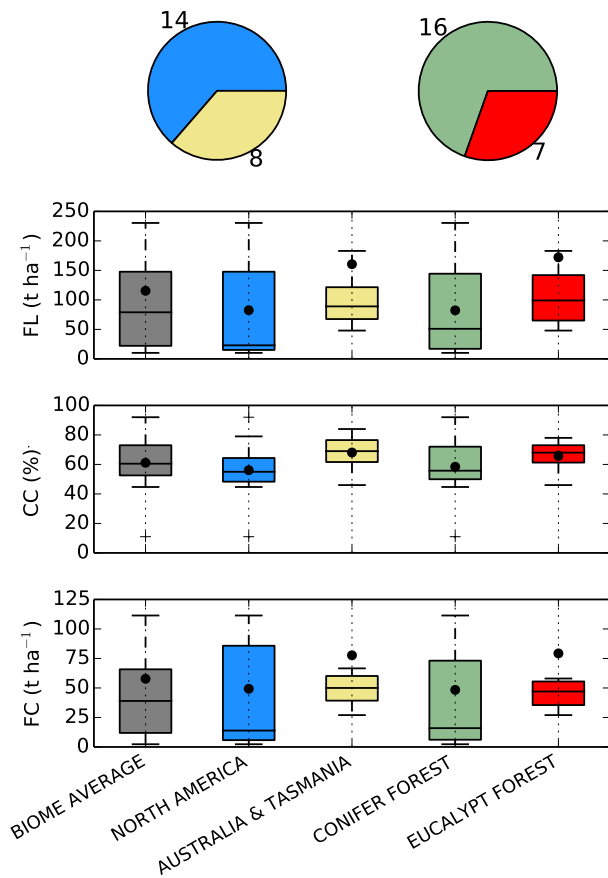 14
16
8
7
FL (t ha⁻¹)
250
200
150
100
50
0
CC (%)
100
80
60
40
20
0
FC (t ha⁻¹)
125
100
75
50
25
0
BIOME AVERAGE
NORTH AMERICA
AUSTRALIA & TASMANIA
CONIFER FOREST
EUCALYPT FOREST